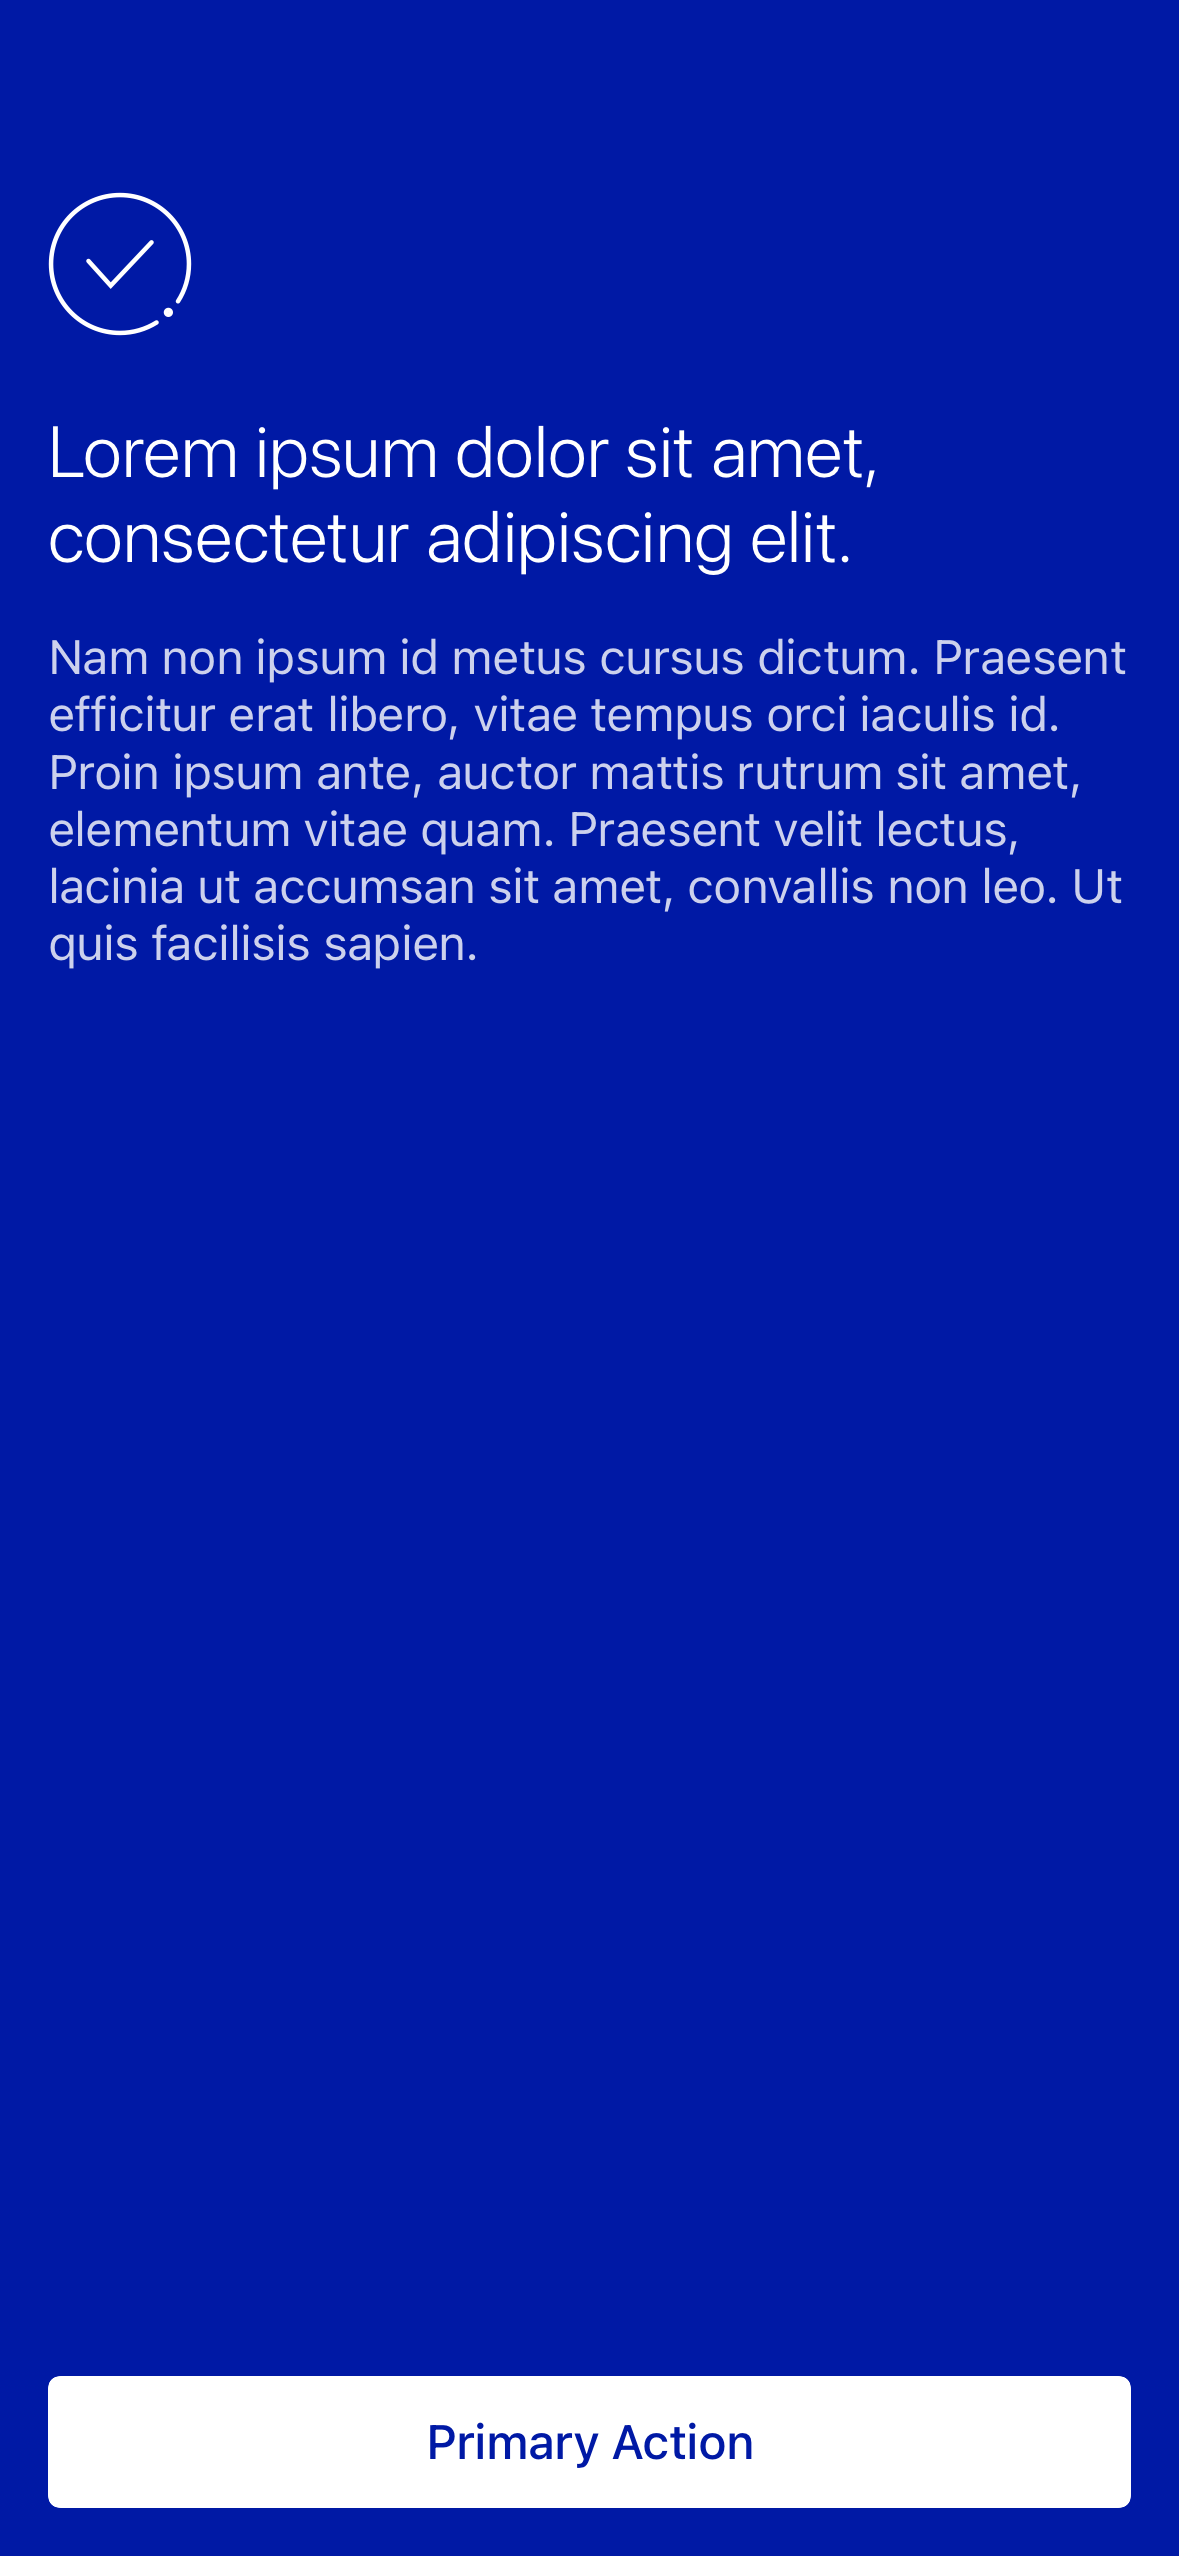 Lorem ipsum dolor sit amet,
consectetur adipiscing elit.
Nam non ipsum id metus cursus dictum. Praesent
efficitur erat libero, vitae tempus orci iaculis id.
Proin ipsum ante, auctor mattis rutrum sit amet,
elementum vitae quam. Praesent velit lectus,
lacinia ut accumsan sit amet, convallis non leo. Ut
quis facilisis sapien.
Primary Action